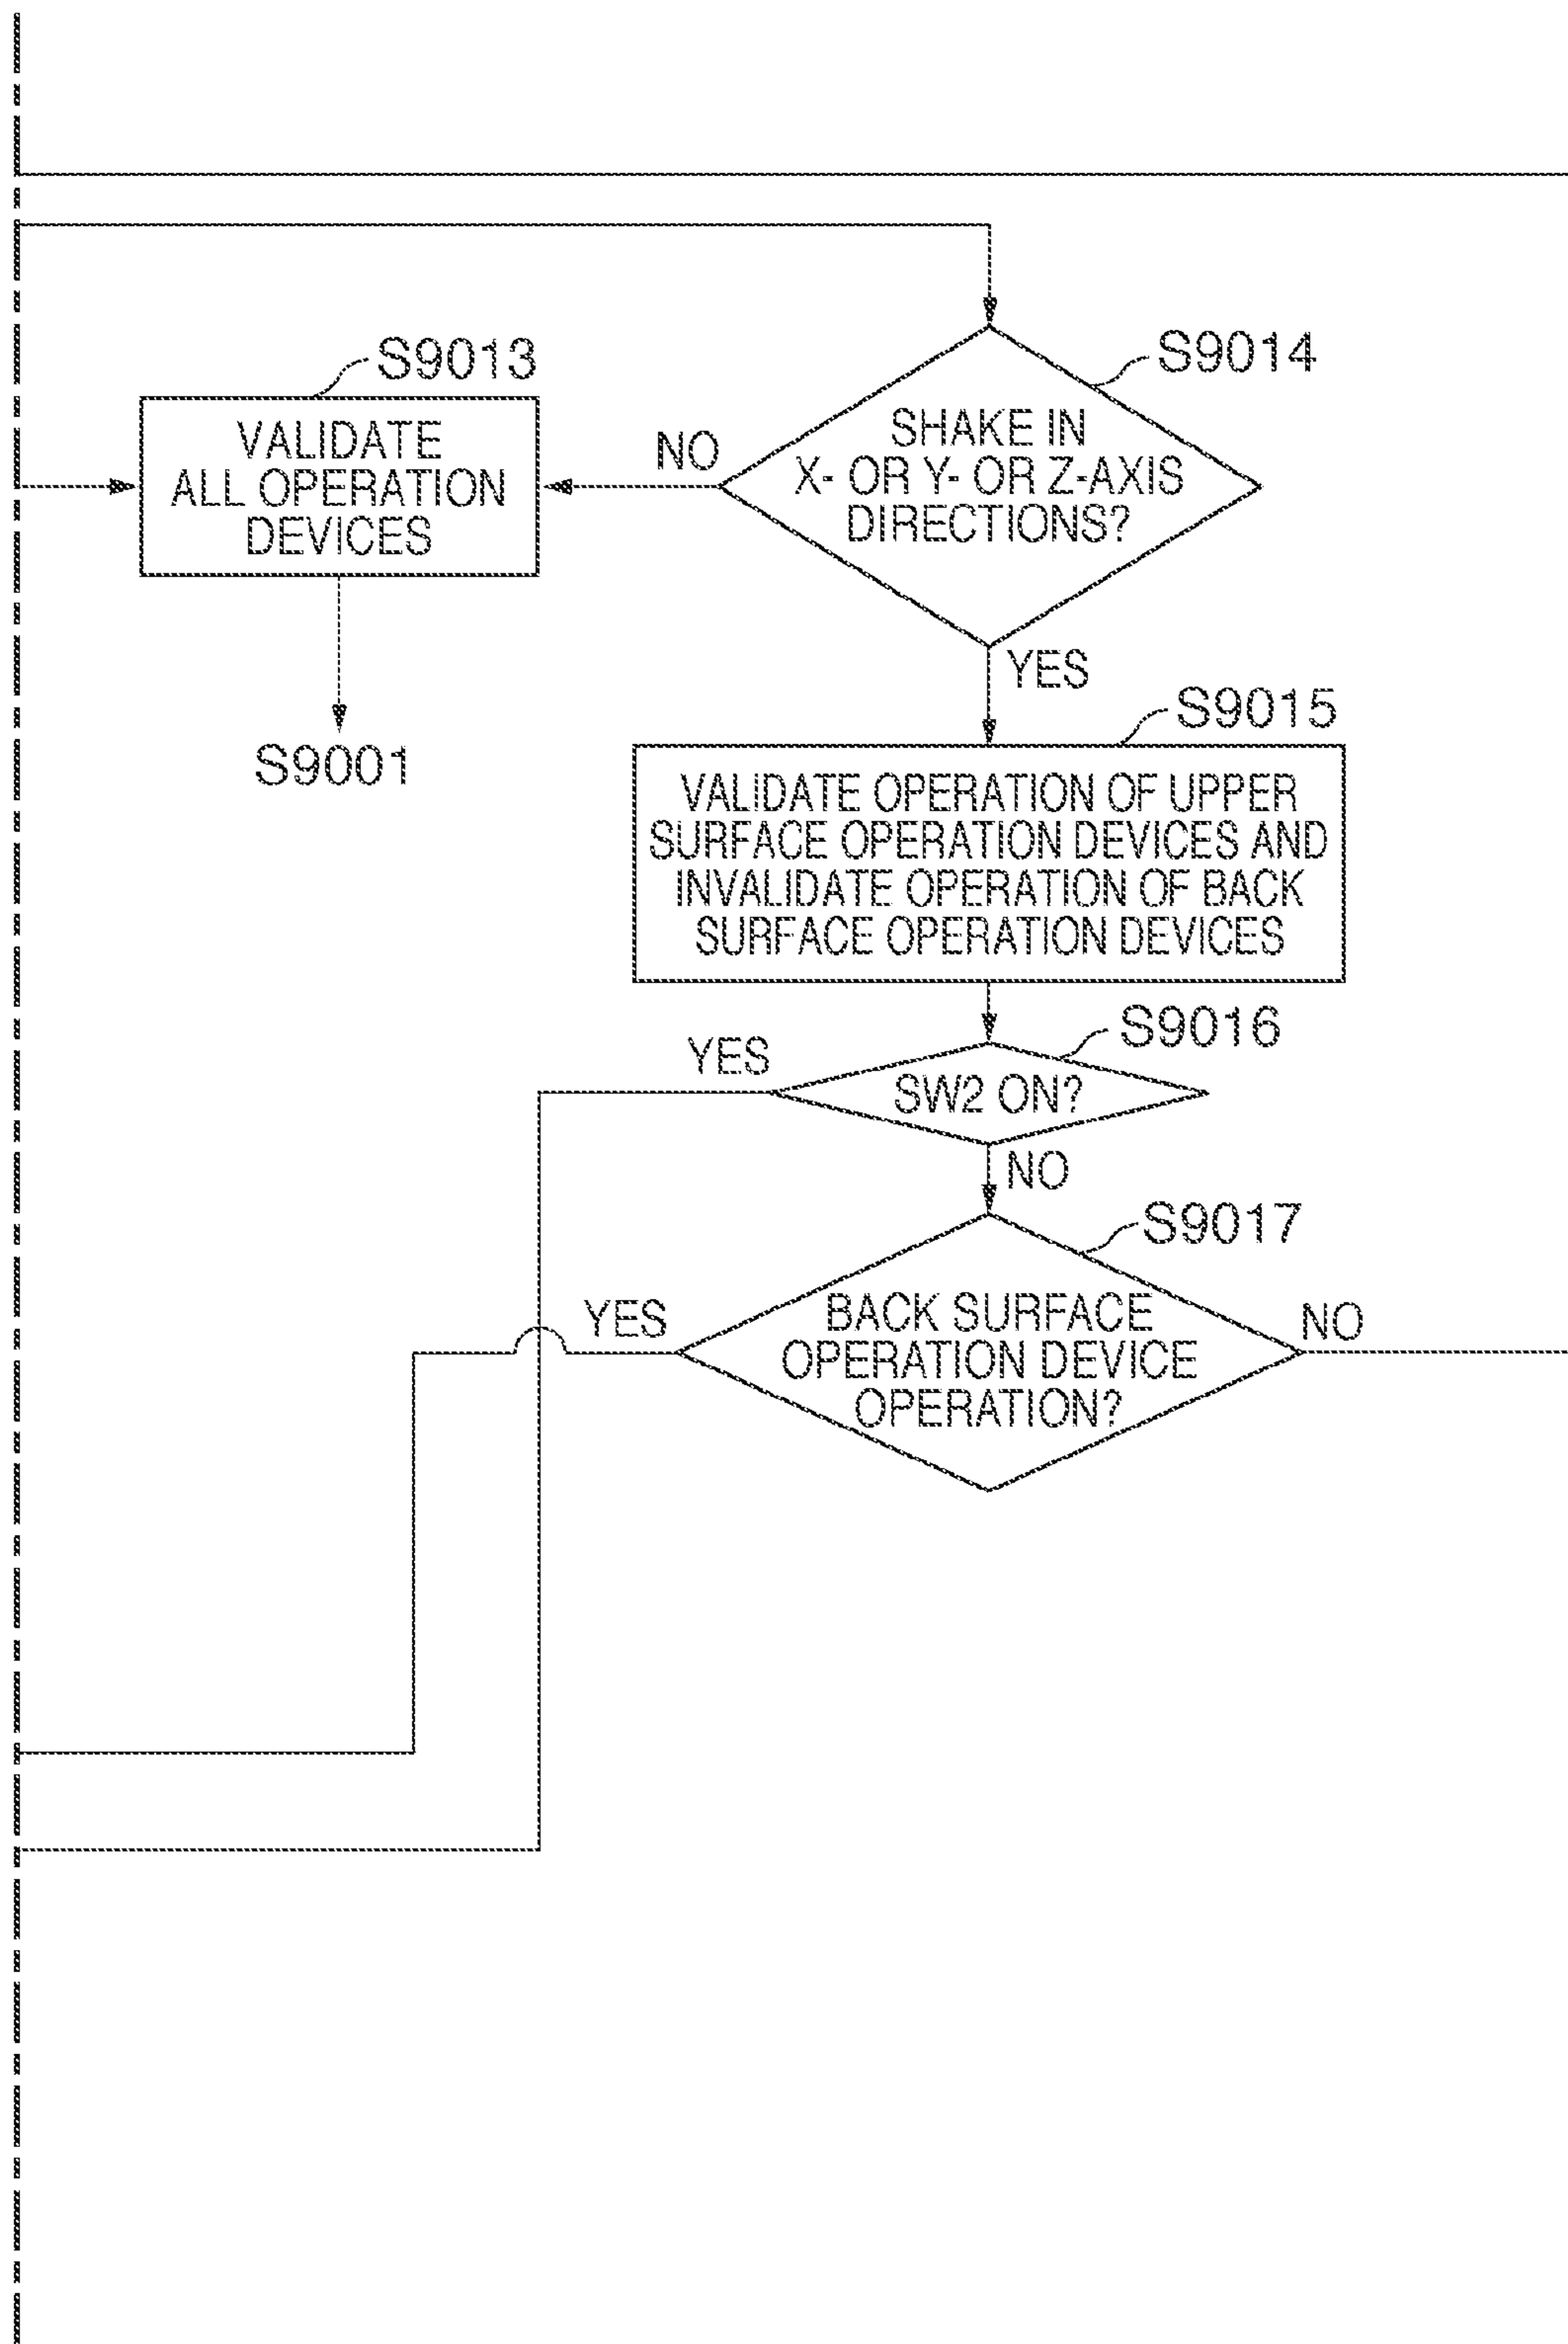 S9013
VALIDATE
ALL OPERATION
DEVICES
S9001
S9014
SHAKE IN
X- OR Y- OR Z-AXIS
DIRECTIONS?
NO
YES
S9015
VALIDATE OPERATION OF UPPER
SURFACE OPERATION DEVICES AND
INVALIDATE OPERATION OF BACK
SURFACE OPERATION DEVICES
S9016
YES
SW2 ON?
NO
S9017
YES
BACK SURFACE
OPERATION DEVICE
OPERATION?
NO